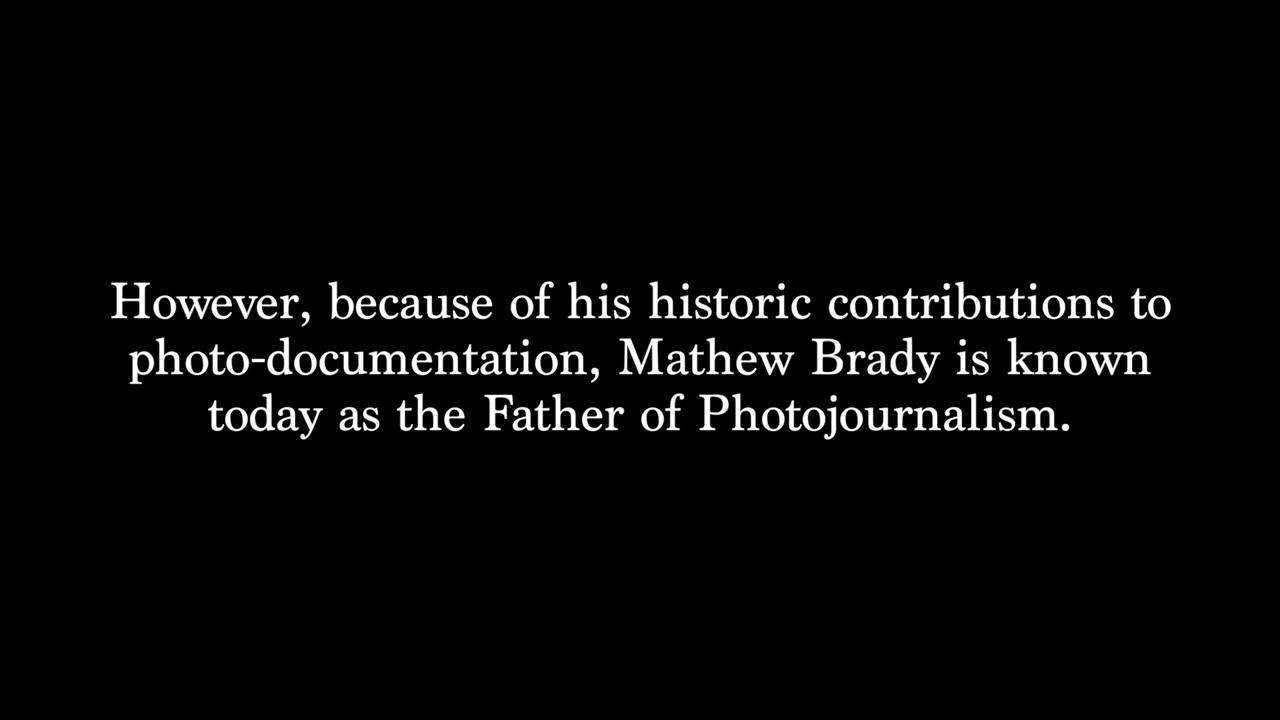 However, because of his historic contributions to
photo-documentation, Mathew Brady is known
today as the Father of Photojournalism.